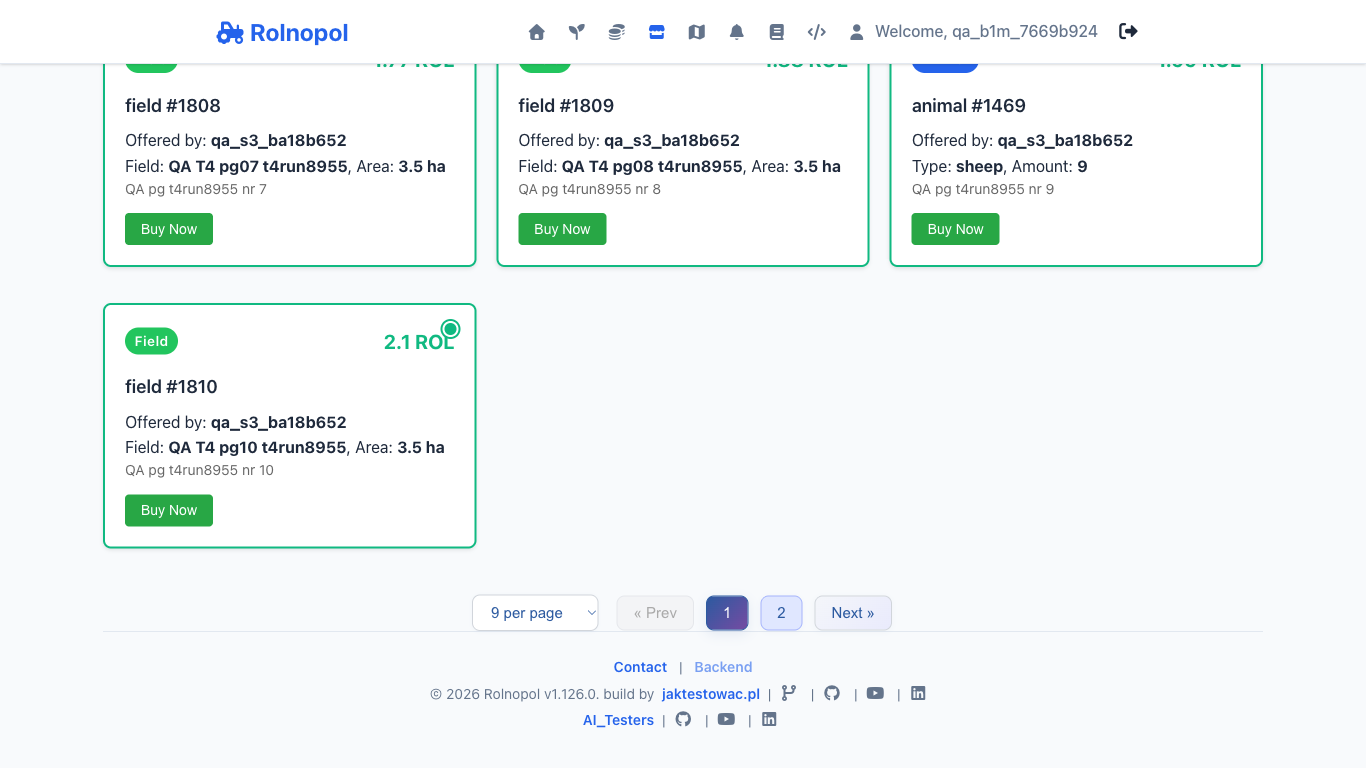 Rolnopol
Welcome, qa_b1m_7669b924
field #1808
Offered by: qa_s3_ba18b652
Field: QA T4 pg07 t4run8955, Area: 3.5 ha
QA pg t4run8955 nr 7
Buy Now
field #1809
Offered by: qa_s3_ba18b652
Field: QA T4 pg08 t4run8955, Area: 3.5 ha
QA pg t4run8955 nr 8
Buy Now
animal #1469
Offered by: qa_s3_ba18b652
Type: sheep, Amount: 9
QA pg t4run8955 nr 9
Buy Now
Field
2.1 ROL
field #1810
Offered by: qa_s3_ba18b652
Field: QA T4 pg10 t4run8955, Area: 3.5 ha
QA pg t4run8955 nr 10
Buy Now
9 per page « Prev 1 2 Next »
Contact | Backend
© 2026 Rolnopol v1.126.0. build by jaktestowac.pl | | | |
AI_Testers | | |